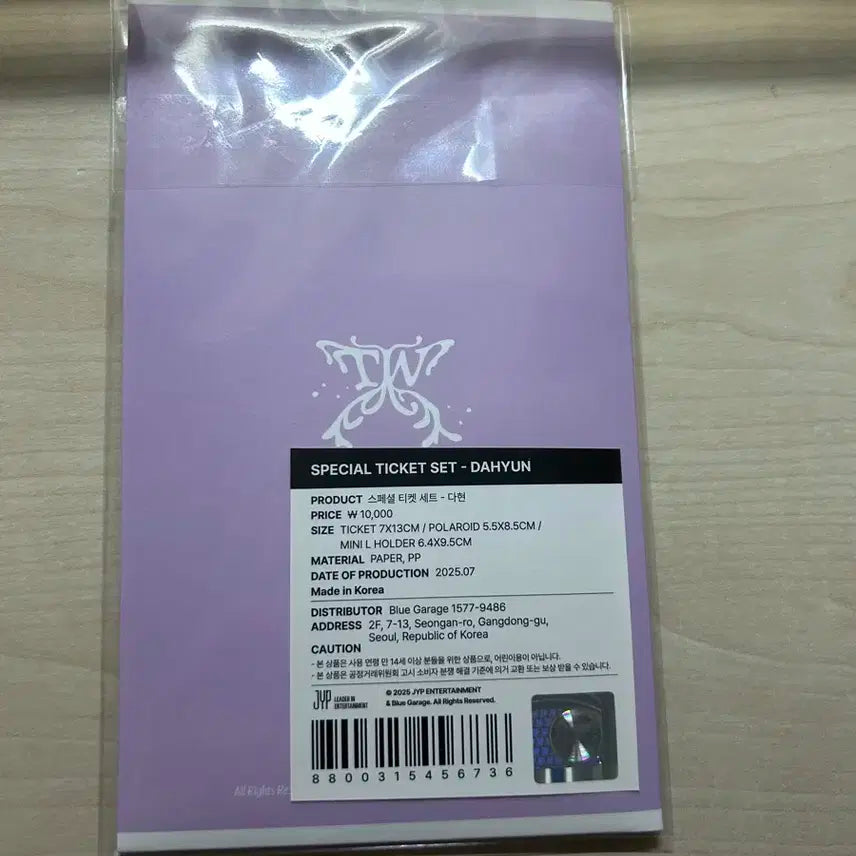 TW
SPECIAL TICKET SET - DAHYUN
PRODUCT 스페셜 티켓 세트 - 다현
PRICE ₩ 10,000
SIZE TICKET 7X13CM / POLAROID 5.5X8.5CM /
MINI L HOLDER 6.4X9.5CM
MATERIAL PAPER, PP
DATE OF PRODUCTION 2025.07
Made in Korea
DISTRIBUTOR Blue Garage 1577-9486
ADDRESS 2F, 7-13, Seongan-ro, Gangdong-gu,
Seoul, Republic of Korea
CAUTION
- 본 상품은 사용 연령 만 14세 이상 분들을 위한 상품으로, 어린이용이 아닙니다.
- 본 상품은 공정거래위원회 고시 소비자 분쟁 해결 기준에 의거 교환 또는 보상 받을 수 있습니다.
JYP LEADER IN ENTERTAINMENT
© 2025 JYP ENTERTAINMENT
& Blue Garage. All Rights Reserved.
8800315456736
All Rights Res